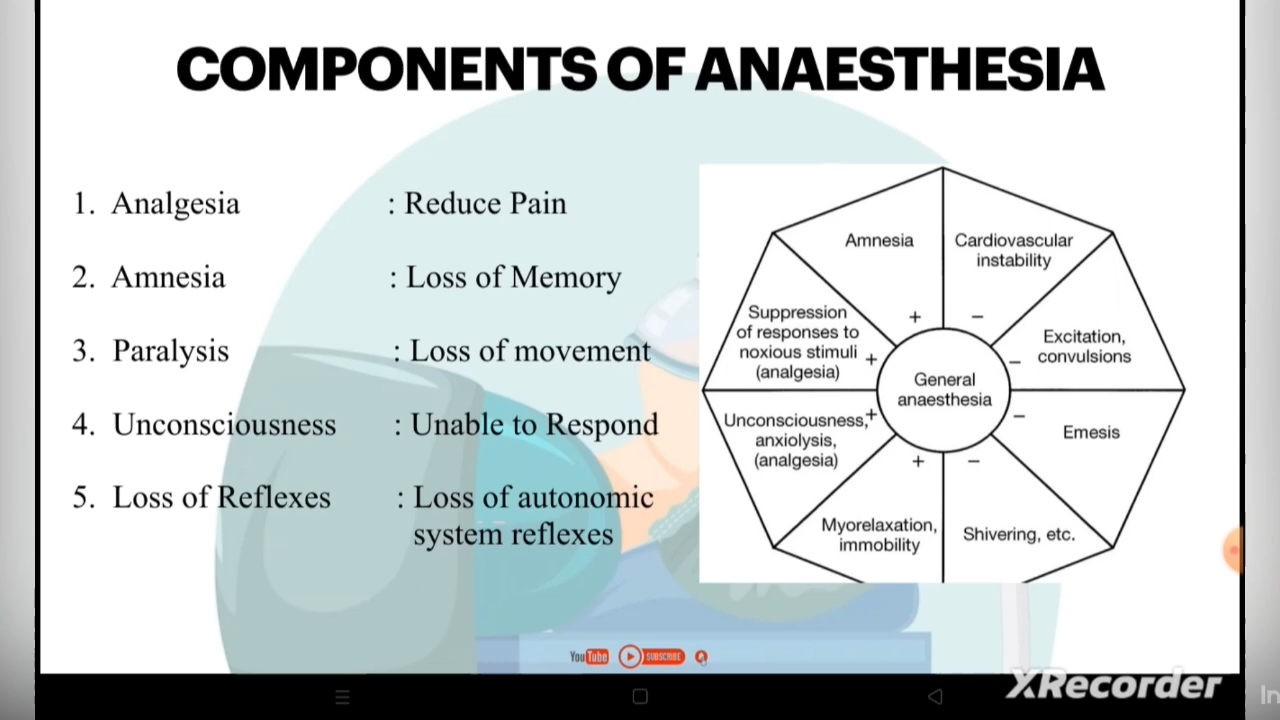 COMPONENTS OF ANAESTHESIA
1. Analgesia : Reduce Pain
2. Amnesia : Loss of Memory
3. Paralysis : Loss of movement
4. Unconsciousness : Unable to Respond
5. Loss of Reflexes : Loss of autonomic
system reflexes
Amnesia
+
Cardiovascular
instability
−
Suppression
of responses to
noxious stimuli
(analgesia)
+
Excitation,
convulsions
−
General
anaesthesia
Unconsciousness,
anxiolysis,
(analgesia)
+
Emesis
−
Myorelaxation,
immobility
+
Shivering, etc.
−
YouTube
SUBSCRIBE
XRecorder
In